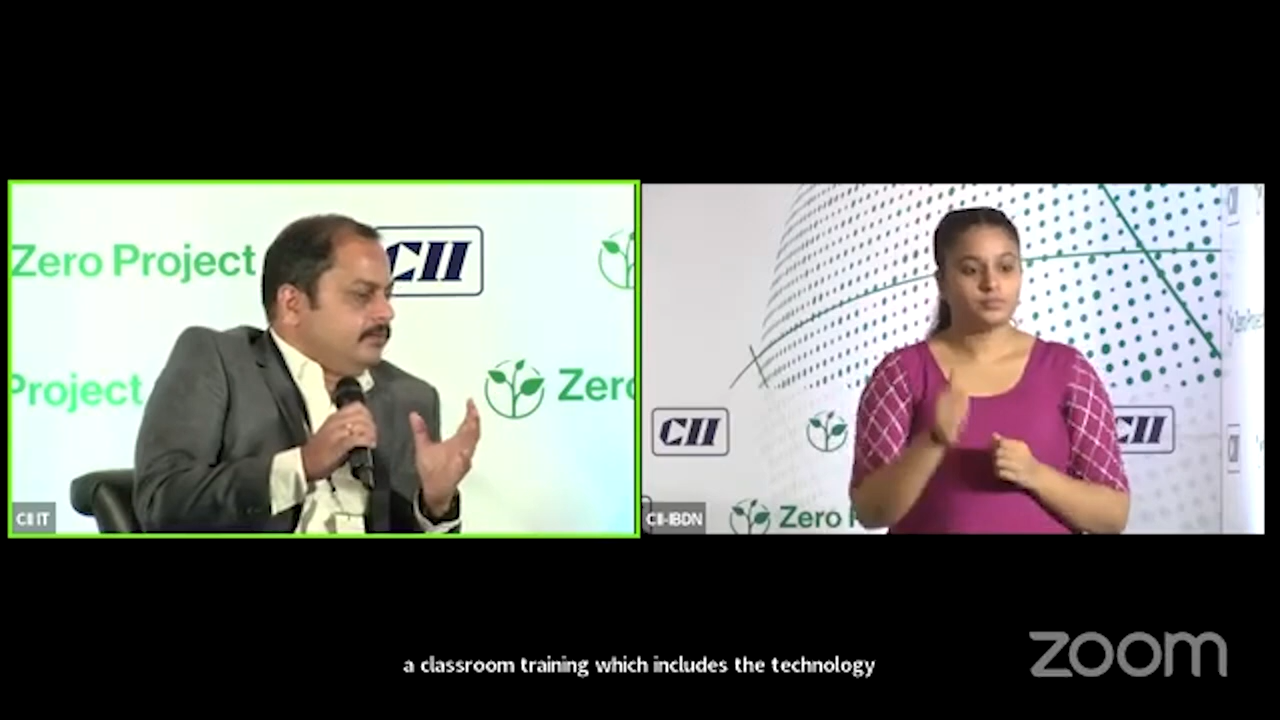 Zero Project
CII
Project
Zero
CII IT
CII
CII
CII-IBDN
Zero
a classroom training which includes the technology
zoom